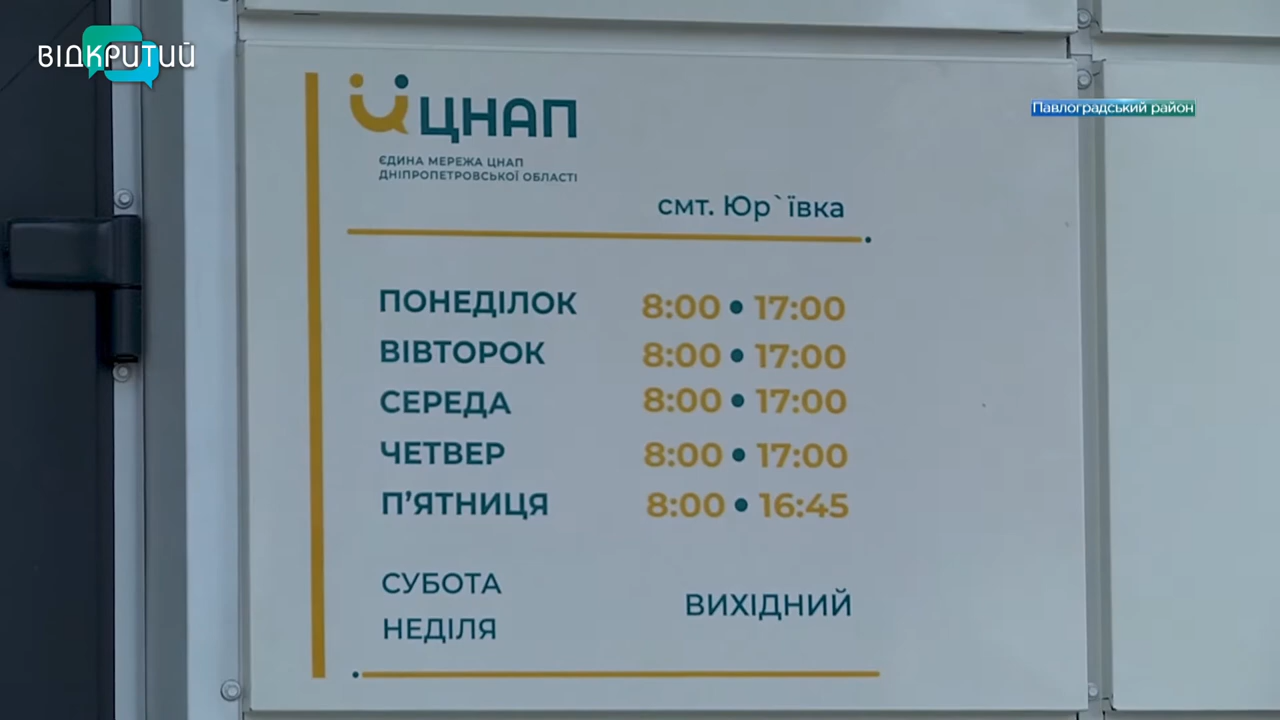 ВІДКРИТИЙ
Павлоградський район
ЦНАП
ЄДИНА МЕРЕЖА ЦНАП
ДНІПРОПЕТРОВСЬКОЇ ОБЛАСТІ
смт. Юр`ївка
ПОНЕДІЛОК 8:00 • 17:00
ВІВТОРОК 8:00 • 17:00
СЕРЕДА 8:00 • 17:00
ЧЕТВЕР 8:00 • 17:00
П’ЯТНИЦЯ 8:00 • 16:45
СУБОТА
НЕДІЛЯ
ВИХІДНИЙ